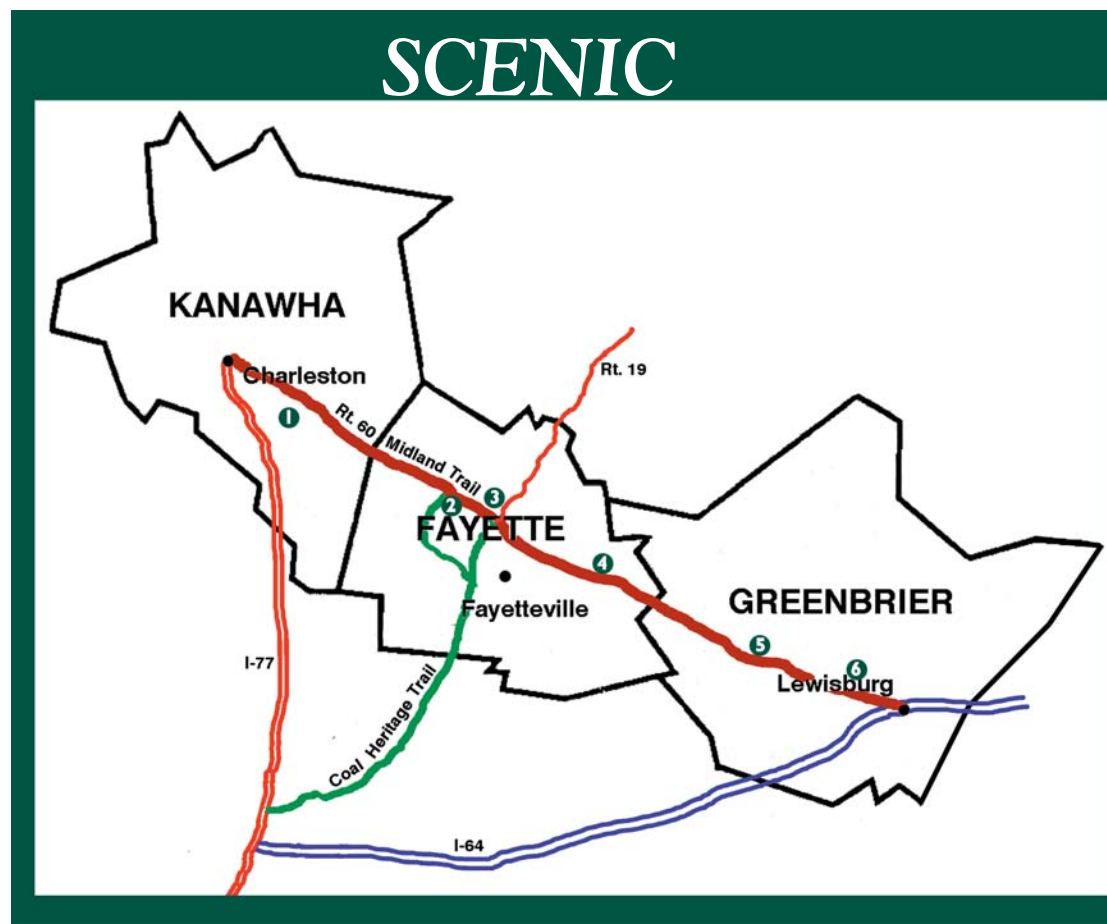 SCENIC
KANAWHA
Charleston
1
Rt. 60 Midland Trail
Rt. 19
2
3
FAYETTE
4
Fayetteville
GREENBRIER
5
6
Lewisburg
I-77
Coal Heritage Trail
I-64